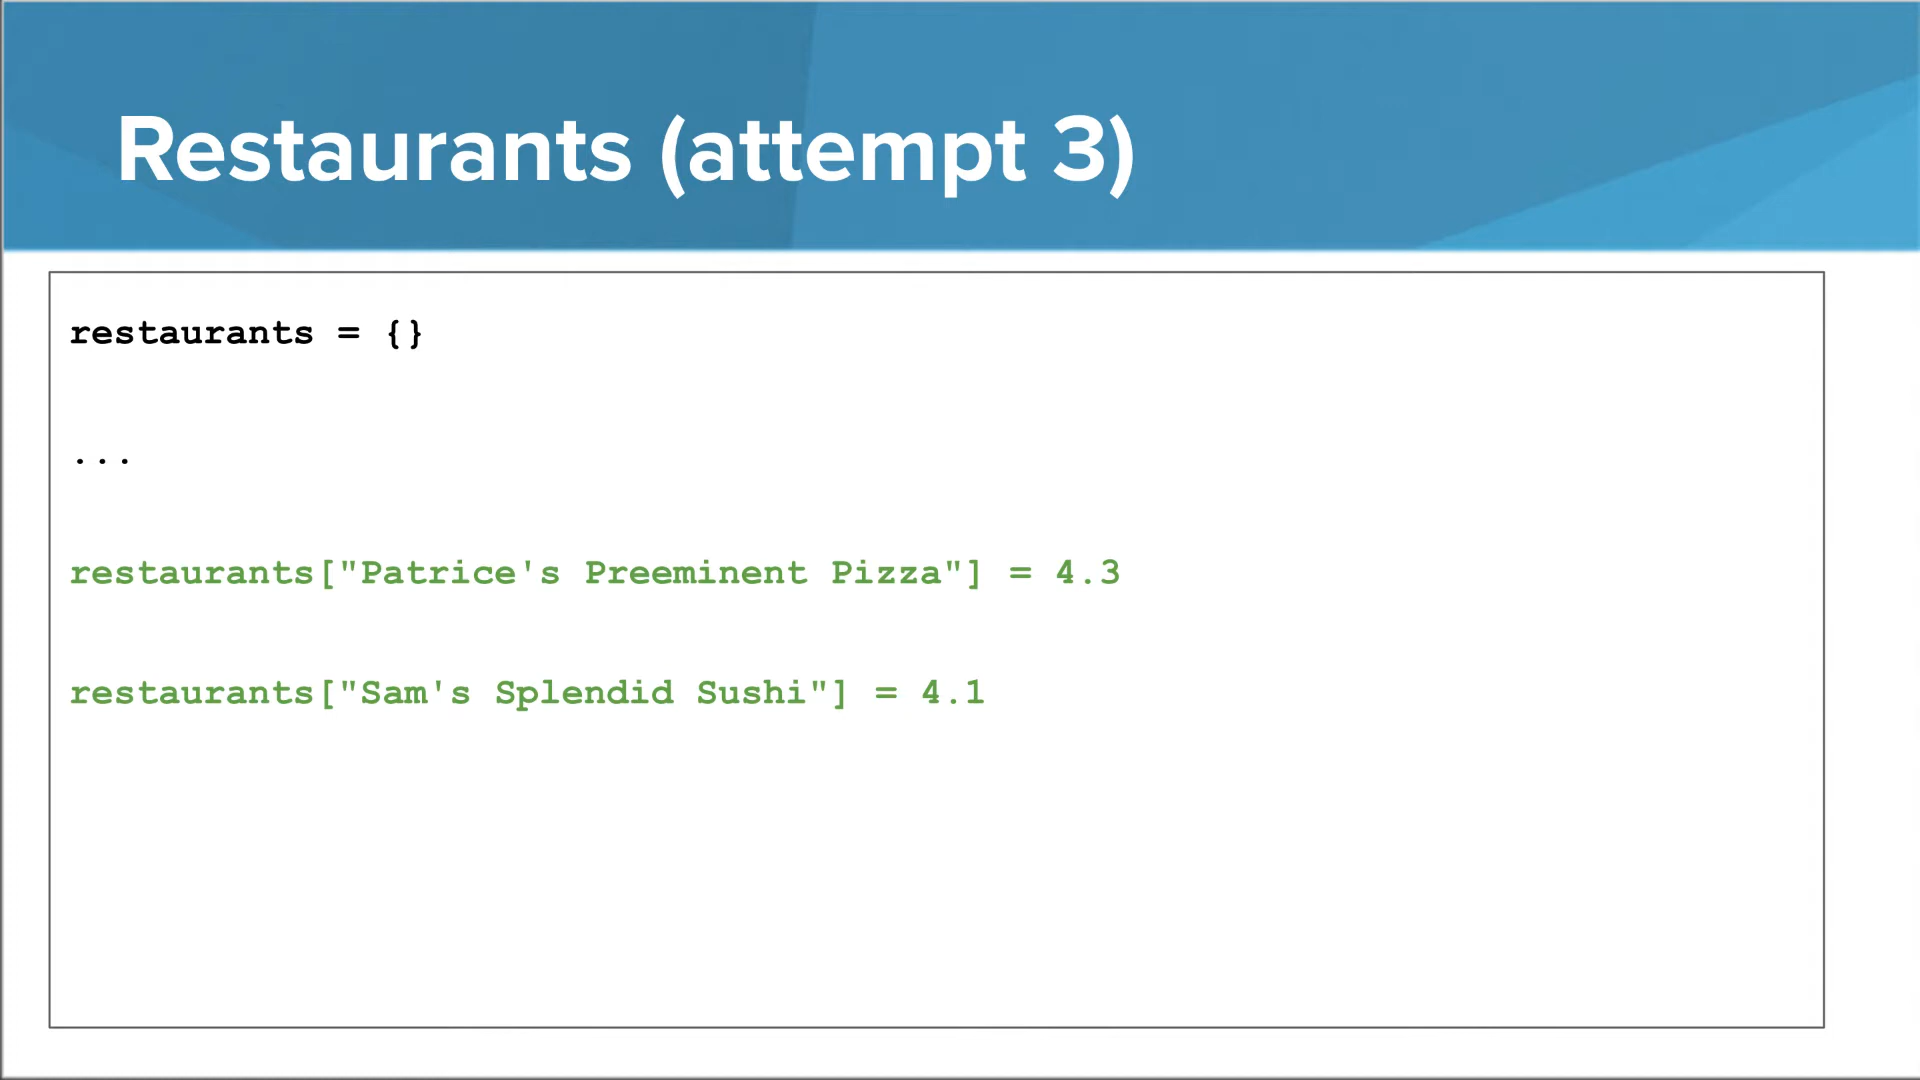 Restaurants (attempt 3)
restaurants = {}
...
restaurants["Patrice's Preeminent Pizza"] = 4.3
restaurants["Sam's Splendid Sushi"] = 4.1